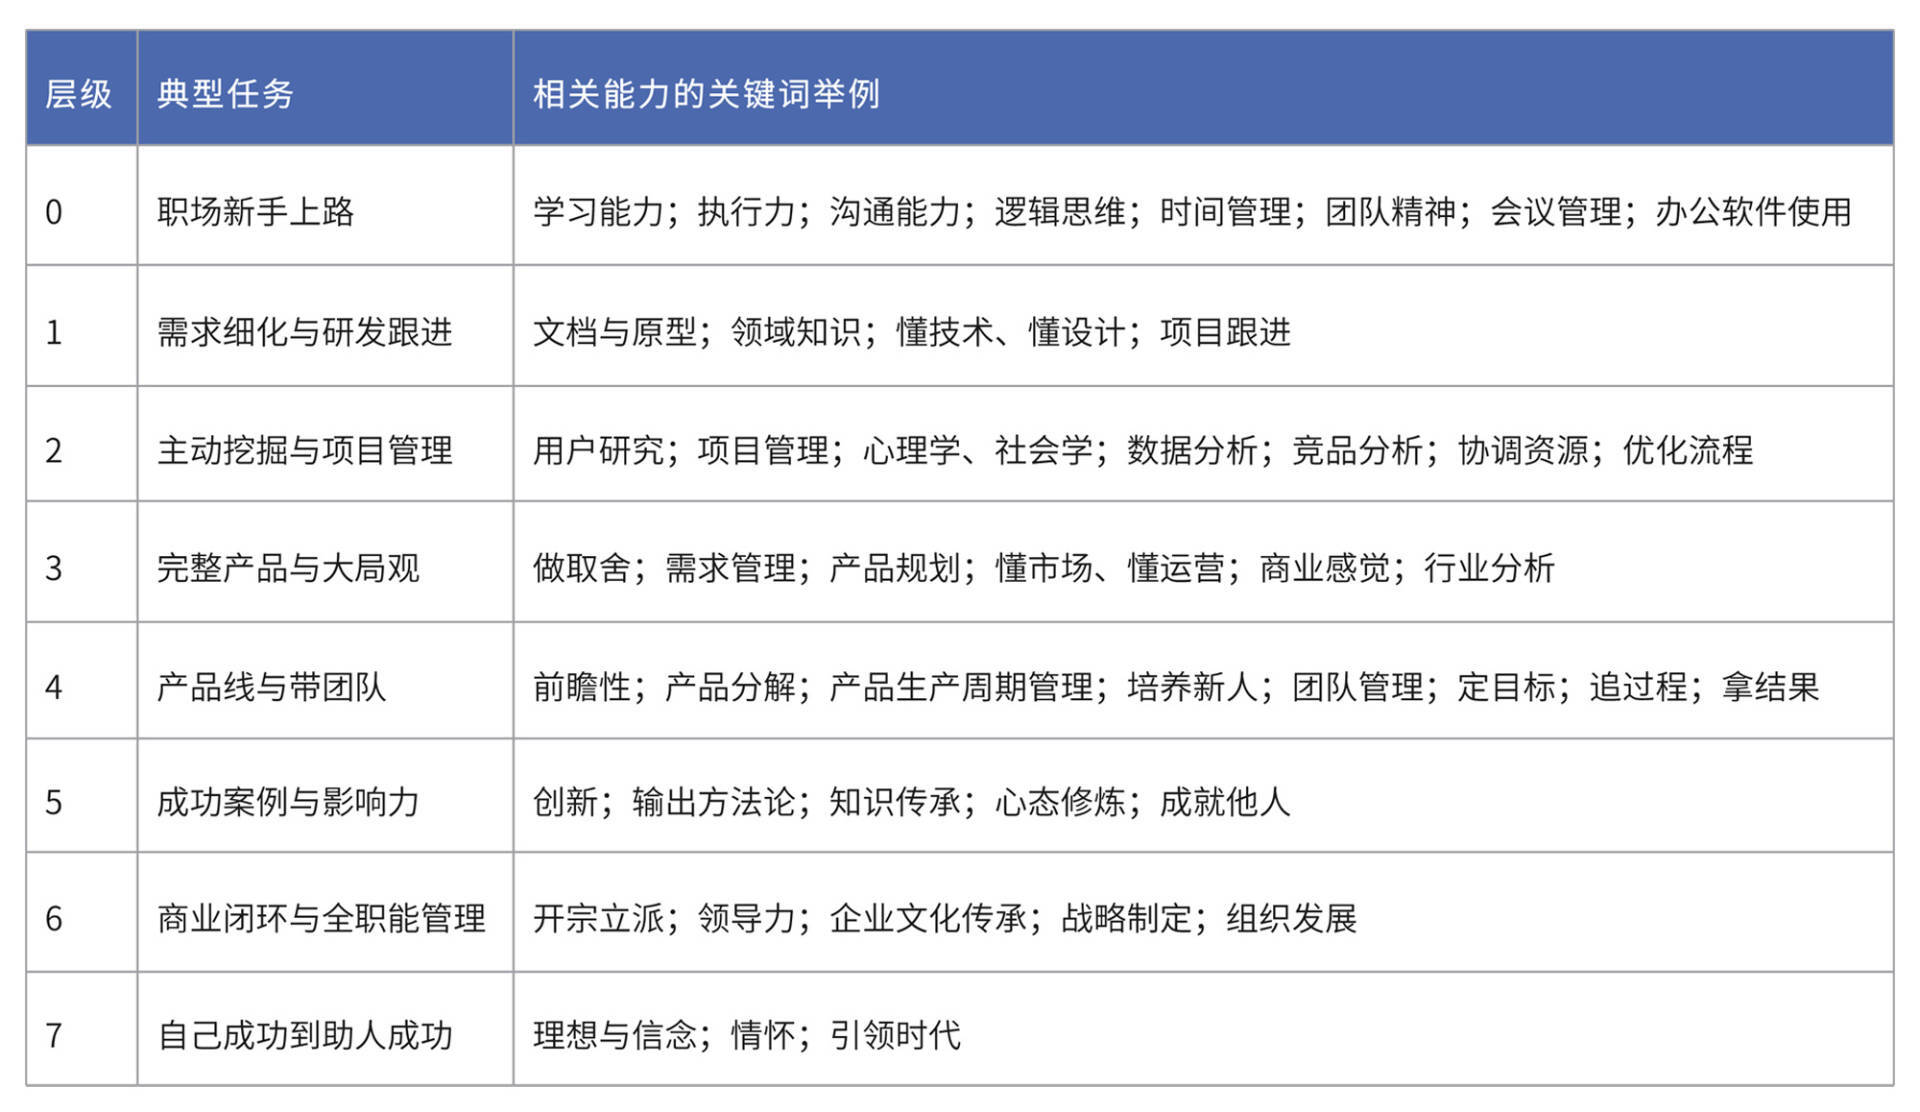 层级 典型任务 相关能力的关键词举例
0 职场新手上路 学习能力；执行力；沟通能力；逻辑思维；时间管理；团队精神；会议管理；办公软件使用
1 需求细化与研发跟进 文档与原型；领域知识；懂技术、懂设计；项目跟进
2 主动挖掘与项目管理 用户研究；项目管理；心理学、社会学；数据分析；竞品分析；协调资源；优化流程
3 完整产品与大局观 做取舍；需求管理；产品规划；懂市场、懂运营；商业感觉；行业分析
4 产品线与带团队 前瞻性；产品分解；产品生产周期管理；培养新人；团队管理；定目标；追过程；拿结果
5 成功案例与影响力 创新；输出方法论；知识传承；心态修炼；成就他人
6 商业闭环与全职能管理 开宗立派；领导力；企业文化传承；战略制定；组织发展
7 自己成功到助人成功 理想与信念；情怀；引领时代